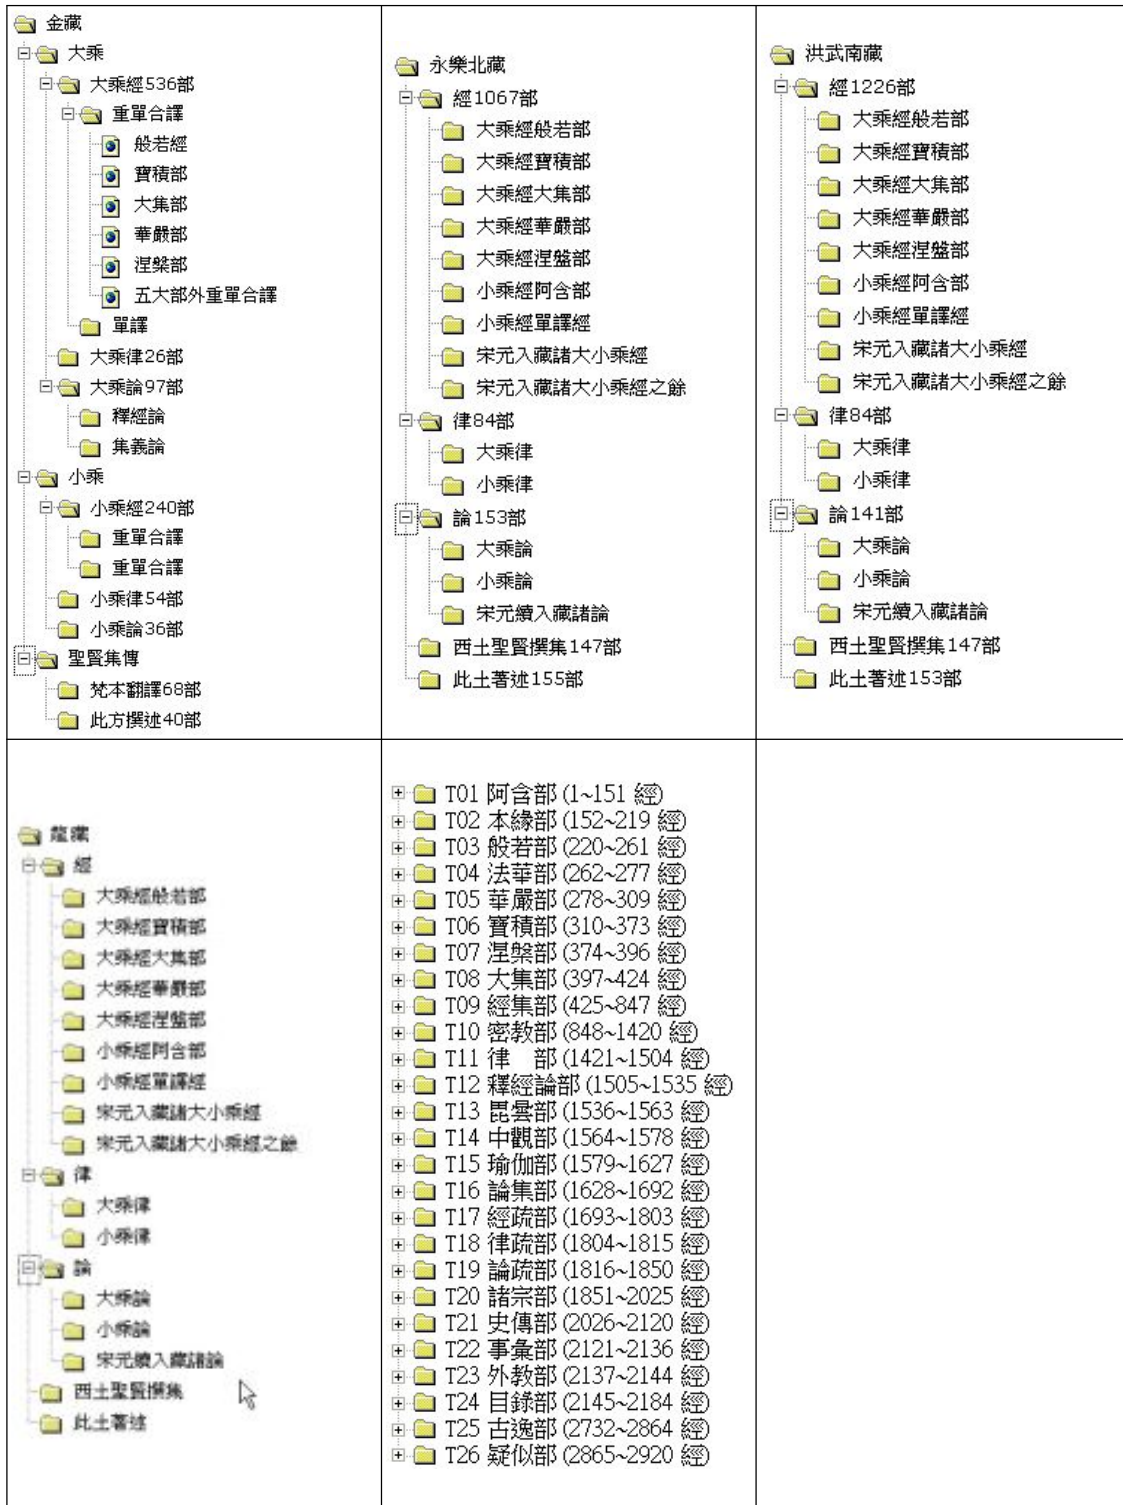 金藏
大乘
大乘經536部
重單合譯
般若經
寶積部
大集部
華嚴部
涅槃部
五大部外重單合譯
單譯
大乘律26部
大乘論97部
釋經論
集義論
小乘
小乘經240部
重單合譯
重單合譯
小乘律54部
小乘論36部
聖賢集傳
梵本翻譯68部
此方撰述40部
永樂北藏
經1067部
大乘經般若部
大乘經寶積部
大乘經大集部
大乘經華嚴部
大乘經涅盤部
小乘經阿含部
小乘經單譯經
宋元入藏諸大小乘經
宋元入藏諸大小乘經之餘
律84部
大乘律
小乘律
論153部
大乘論
小乘論
宋元續入藏諸論
西土聖賢撰集147部
此土著述155部
洪武南藏
經1226部
大乘經般若部
大乘經寶積部
大乘經大集部
大乘經華嚴部
大乘經涅盤部
小乘經阿含部
小乘經單譯經
宋元入藏諸大小乘經
宋元入藏諸大小乘經之餘
律84部
大乘律
小乘律
論141部
大乘論
小乘論
宋元續入藏諸論
西土聖賢撰集147部
此土著述153部
龍藏
經
大乘經般若部
大乘經寶積部
大乘經大集部
大乘經華嚴部
大乘經涅盤部
小乘經阿含部
小乘經單譯經
宋元入藏諸大小乘經
宋元入藏諸大小乘經之餘
律
大乘律
小乘律
論
大乘論
小乘論
宋元續入藏諸論
西土聖賢撰集
此土著述
T01 阿含部 (1~151 經)
T02 本緣部 (152~219 經)
T03 般若部 (220~261 經)
T04 法華部 (262~277 經)
T05 華嚴部 (278~309 經)
T06 寶積部 (310~373 經)
T07 涅槃部 (374~396 經)
T08 大集部 (397~424 經)
T09 經集部 (425~847 經)
T10 密教部 (848~1420 經)
T11 律　部 (1421~1504 經)
T12 釋經論部 (1505~1535 經)
T13 毘曇部 (1536~1563 經)
T14 中觀部 (1564~1578 經)
T15 瑜伽部 (1579~1627 經)
T16 論集部 (1628~1692 經)
T17 經疏部 (1693~1803 經)
T18 律疏部 (1804~1815 經)
T19 論疏部 (1816~1850 經)
T20 諸宗部 (1851~2025 經)
T21 史傳部 (2026~2120 經)
T22 事彙部 (2121~2136 經)
T23 外教部 (2137~2144 經)
T24 目錄部 (2145~2184 經)
T25 古逸部 (2732~2864 經)
T26 疑似部 (2865~2920 經)